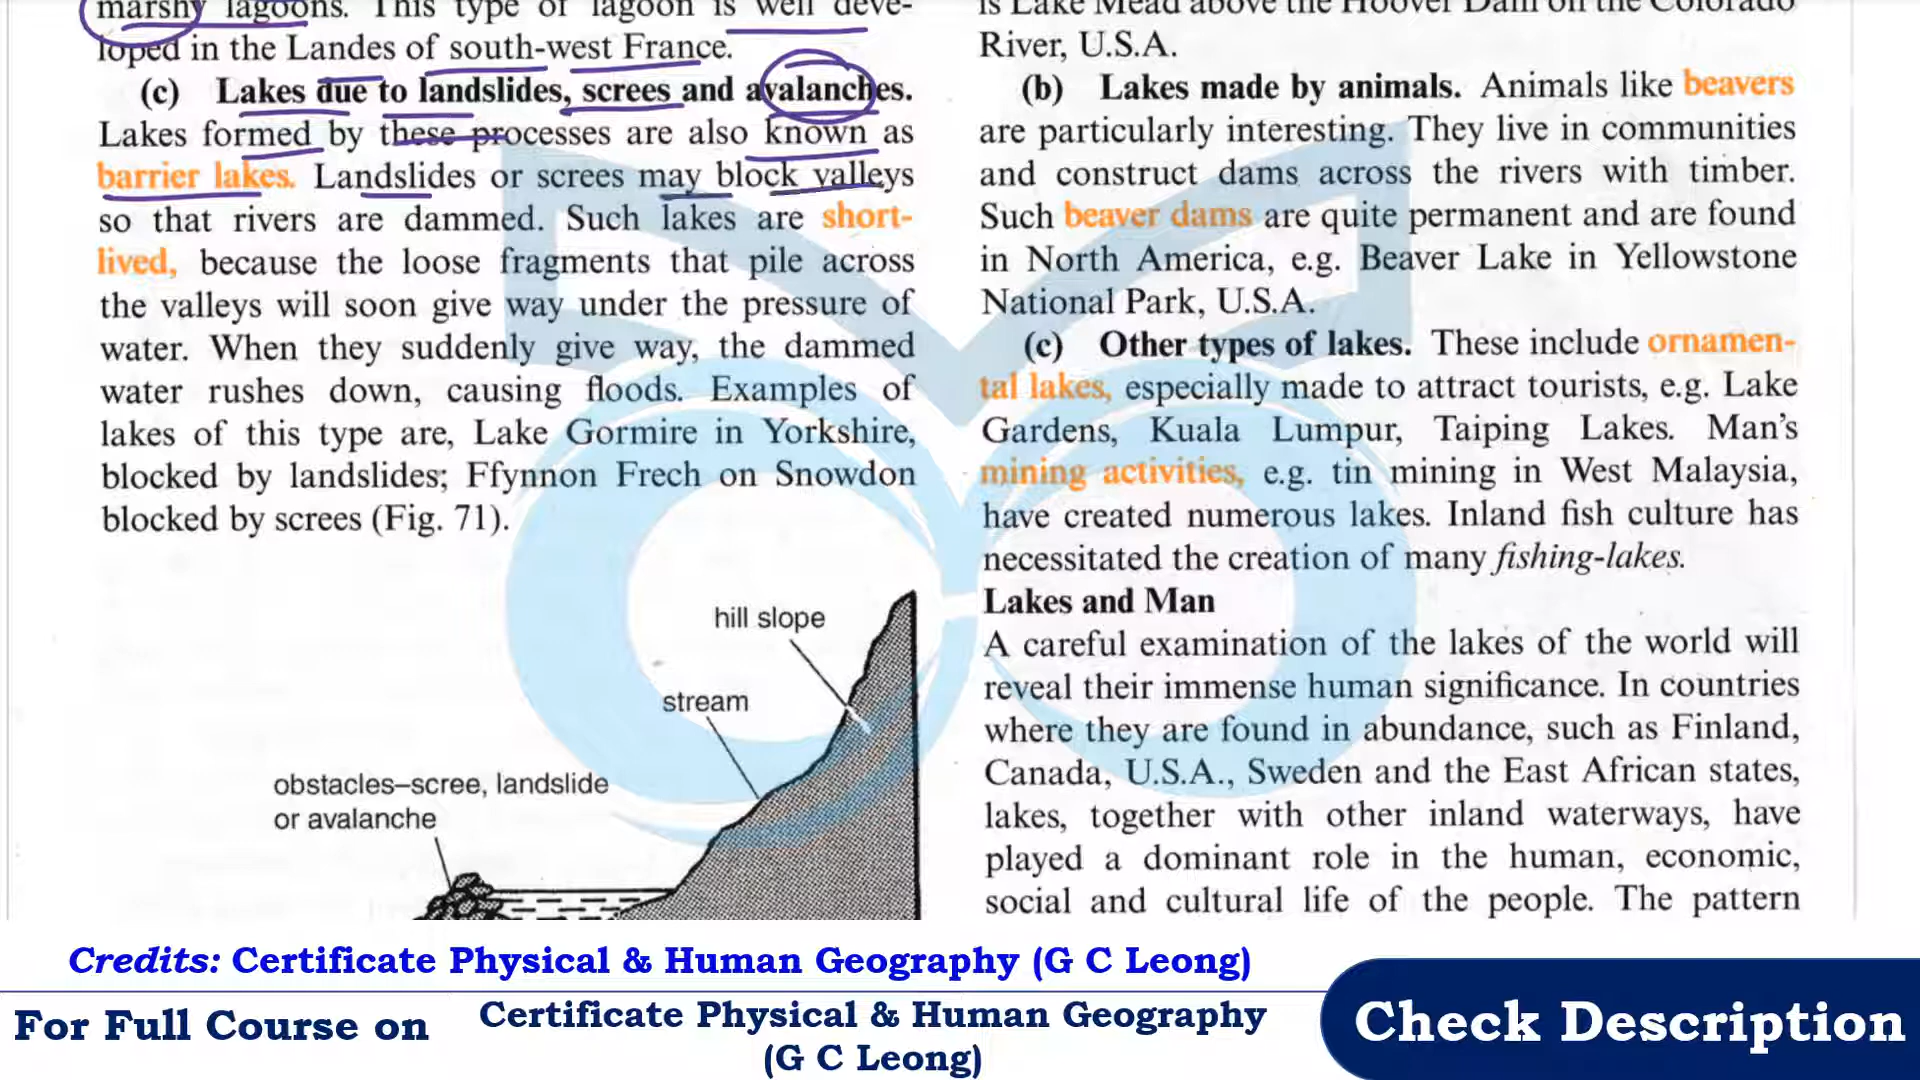 marshy lagoons. This type of lagoon is well deve-
loped in the Landes of south-west France.
(c) Lakes due to landslides, screes and avalanches.
Lakes formed by these processes are also known as
barrier lakes. Landslides or screes may block valleys
so that rivers are dammed. Such lakes are short-
lived, because the loose fragments that pile across
the valleys will soon give way under the pressure of
water. When they suddenly give way, the dammed
water rushes down, causing floods. Examples of
lakes of this type are, Lake Gormire in Yorkshire,
blocked by landslides; Ffynnon Frech on Snowdon
blocked by screes (Fig. 71).
hill slope
stream
obstacles–scree, landslide
or avalanche
is Lake Mead above the Hoover Dam on the Colorado
River, U.S.A.
(b) Lakes made by animals. Animals like beavers
are particularly interesting. They live in communities
and construct dams across the rivers with timber.
Such beaver dams are quite permanent and are found
in North America, e.g. Beaver Lake in Yellowstone
National Park, U.S.A.
(c) Other types of lakes. These include ornamen-
tal lakes, especially made to attract tourists, e.g. Lake
Gardens, Kuala Lumpur, Taiping Lakes. Man's
mining activities, e.g. tin mining in West Malaysia,
have created numerous lakes. Inland fish culture has
necessitated the creation of many fishing-lakes.
Lakes and Man
A careful examination of the lakes of the world will
reveal their immense human significance. In countries
where they are found in abundance, such as Finland,
Canada, U.S.A., Sweden and the East African states,
lakes, together with other inland waterways, have
played a dominant role in the human, economic,
social and cultural life of the people. The pattern
Credits: Certificate Physical & Human Geography (G C Leong)
For Full Course on
Certificate Physical & Human Geography
(G C Leong)
Check Description